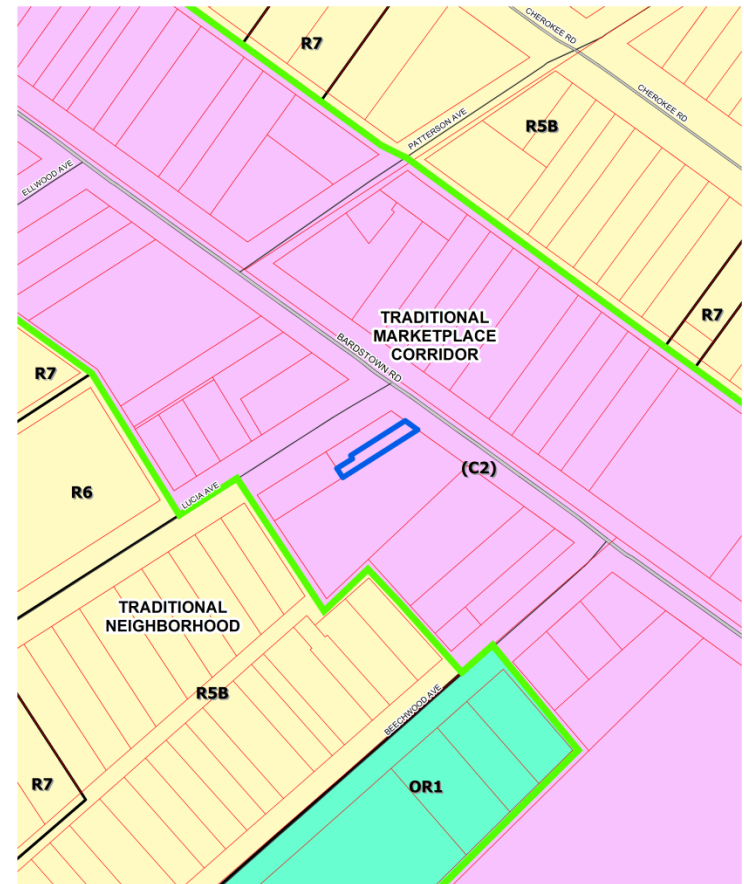 CHEROKEE RD
R7
CHEROKEE RD
PATTERSON AVE
R5B
ELLWOOD AVE
TRADITIONAL
MARKETPLACE
CORRIDOR
R7
BARDSTOWN RD
R7
(C2)
R6
LUCIA AVE
TRADITIONAL
NEIGHBORHOOD
R5B
BEECHWOOD AVE
R7
OR1